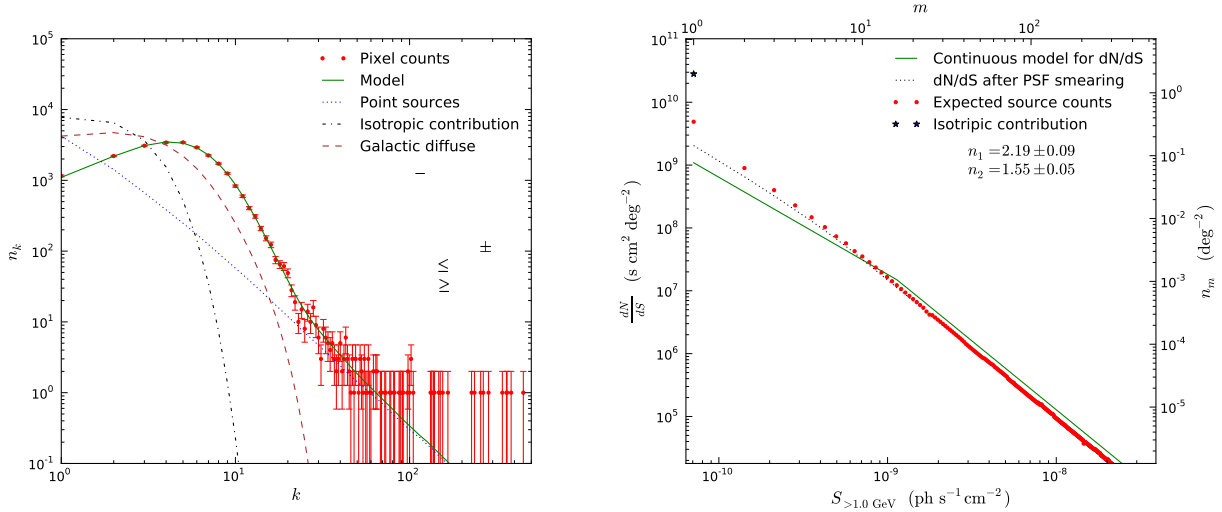 10^5
10^4
10^3
10^2
10^1
10^0
10^{-1}
n_k
10^0
10^1
10^2
k
Pixel counts
Model
Point sources
Isotropic contribution
Galactic diffuse
−
±
≤
≥
m
10^0
10^1
10^2
10^{11}
10^{10}
10^9
10^8
10^7
10^6
10^5
dN/dS (s cm^2 deg^{-2})
Continuous model for dN/dS
dN/dS after PSF smearing
Expected source counts
Isotripic contribution
n_1 = 2.19 ± 0.09
n_2 = 1.55 ± 0.05
10^0
10^{-1}
10^{-2}
10^{-3}
10^{-4}
10^{-5}
n_m (deg^{-2})
10^{-10}
10^{-9}
10^{-8}
S_{>1.0 GeV} (ph s^{-1} cm^{-2})